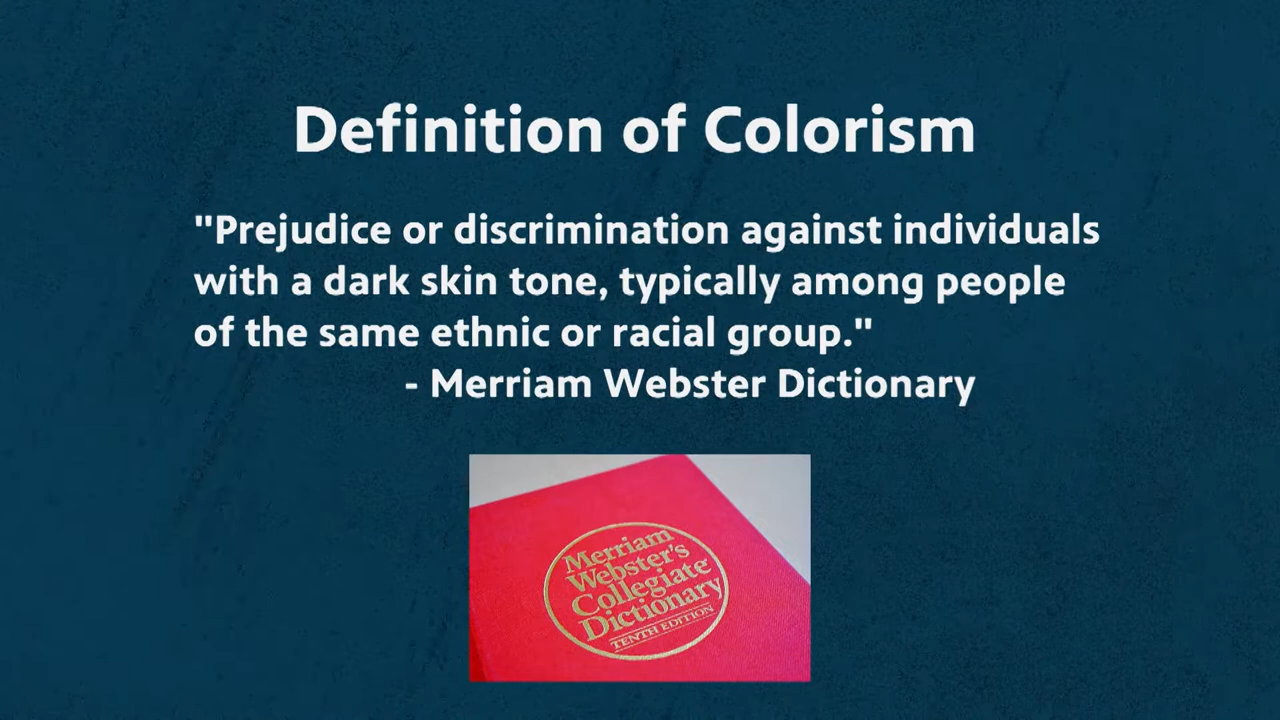 Definition of Colorism
"Prejudice or discrimination against individuals
with a dark skin tone, typically among people
of the same ethnic or racial group."
- Merriam Webster Dictionary
Merriam
Webster's
Collegiate
Dictionary
TENTH EDITION